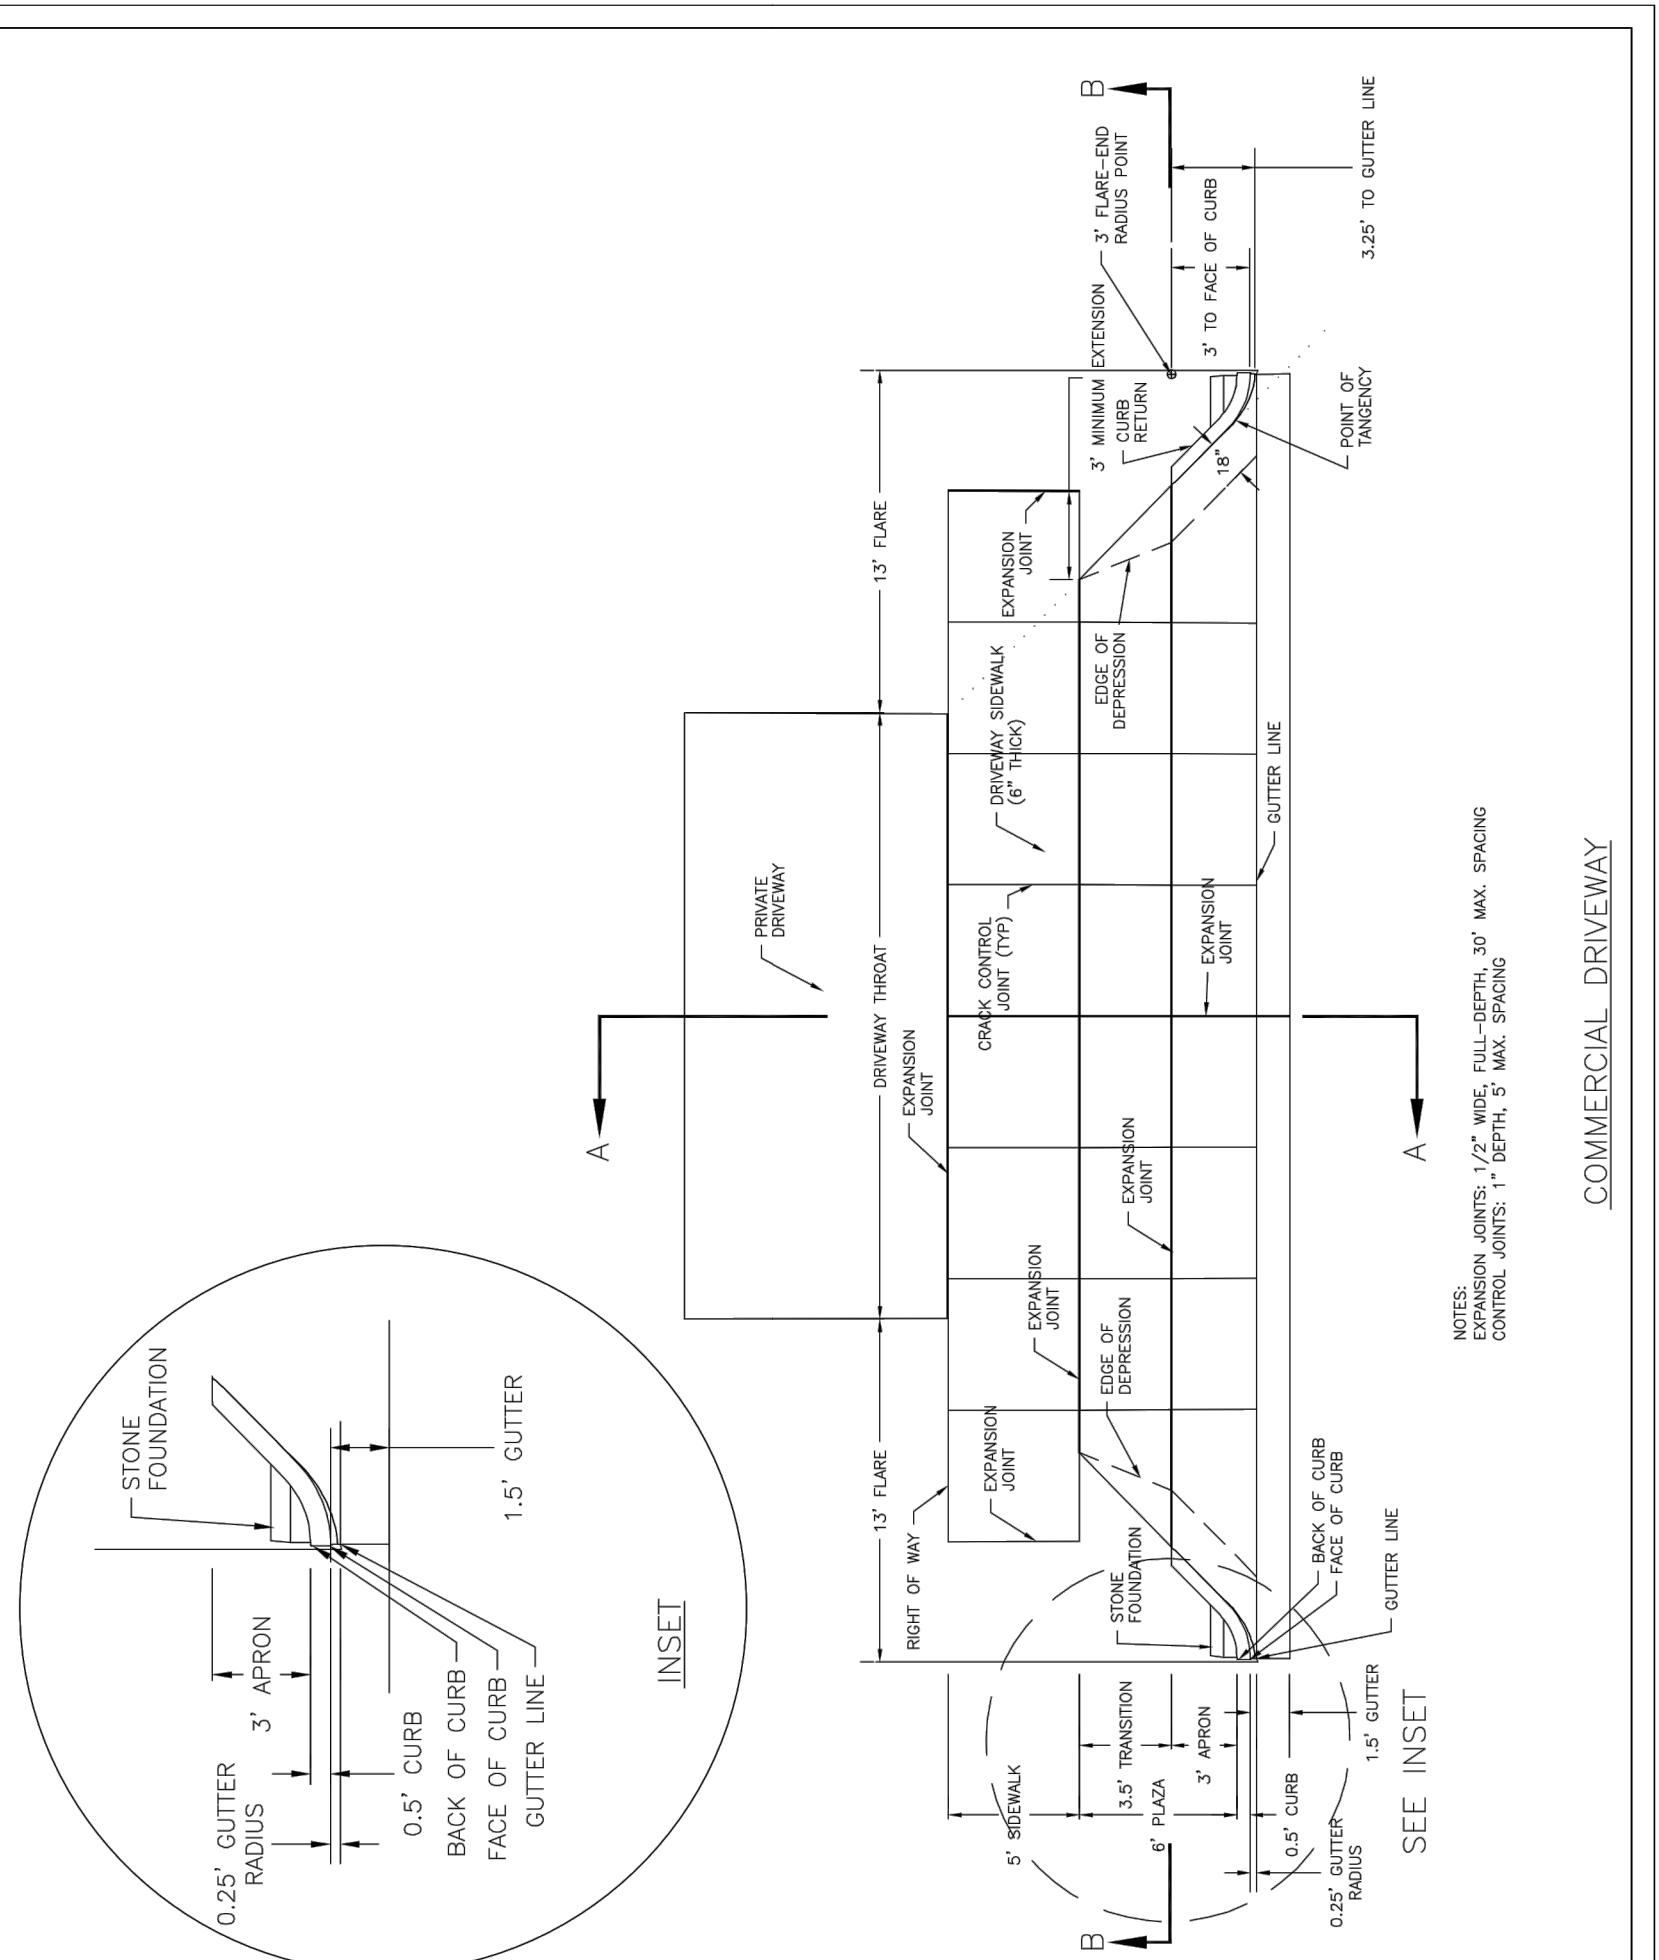 STONE
FOUNDATION
1.5' GUTTER
0.25' GUTTER
RADIUS
3' APRON
0.5' CURB
BACK OF CURB
FACE OF CURB
GUTTER LINE
INSET
A
PRIVATE
DRIVEWAY
13' FLARE
DRIVEWAY THROAT
13' FLARE
RIGHT OF WAY
EXPANSION
JOINT
EXPANSION
JOINT
CRACK CONTROL
JOINT (TYP)
DRIVEWAY SIDEWALK
(6" THICK)
EXPANSION
JOINT
5' SIDEWALK
EXPANSION
JOINT
B
3' MINIMUM EXTENSION
3' FLARE-END
RADIUS POINT
B
EDGE OF
DEPRESSION
EDGE OF
DEPRESSION
CURB
RETURN
STONE
FOUNDATION
3.5' TRANSITION
EXPANSION
JOINT
6' PLAZA
3' APRON
EXPANSION
JOINT
18"
3' TO FACE OF CURB
GUTTER LINE
0.5' CURB
BACK OF CURB
FACE OF CURB
0.25' GUTTER
RADIUS
POINT OF
TANGENCY
3.25' TO GUTTER LINE
1.5' GUTTER
GUTTER LINE
SEE INSET
A
NOTES:
EXPANSION JOINTS: 1/2" WIDE, FULL-DEPTH, 30' MAX. SPACING
CONTROL JOINTS: 1" DEPTH, 5' MAX. SPACING
COMMERCIAL DRIVEWAY